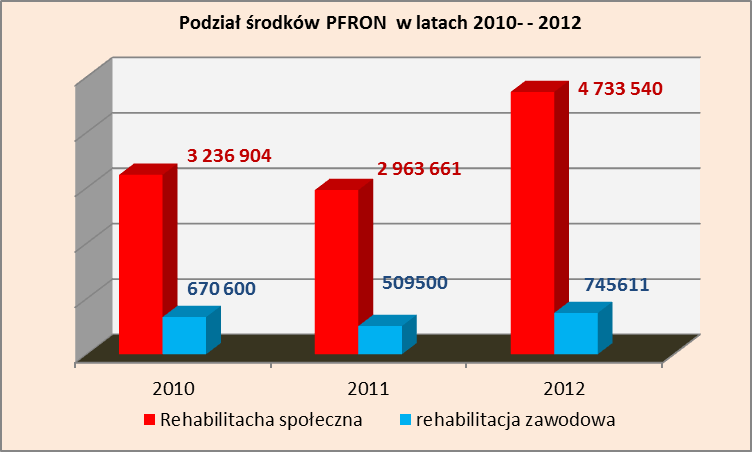 Podział środków PFRON w latach 2010- - 2012
4 733 540
3 236 904
2 963 661
670 600
509500
745611
2010
2011
2012
Rehabilitacha społeczna
rehabilitacja zawodowa